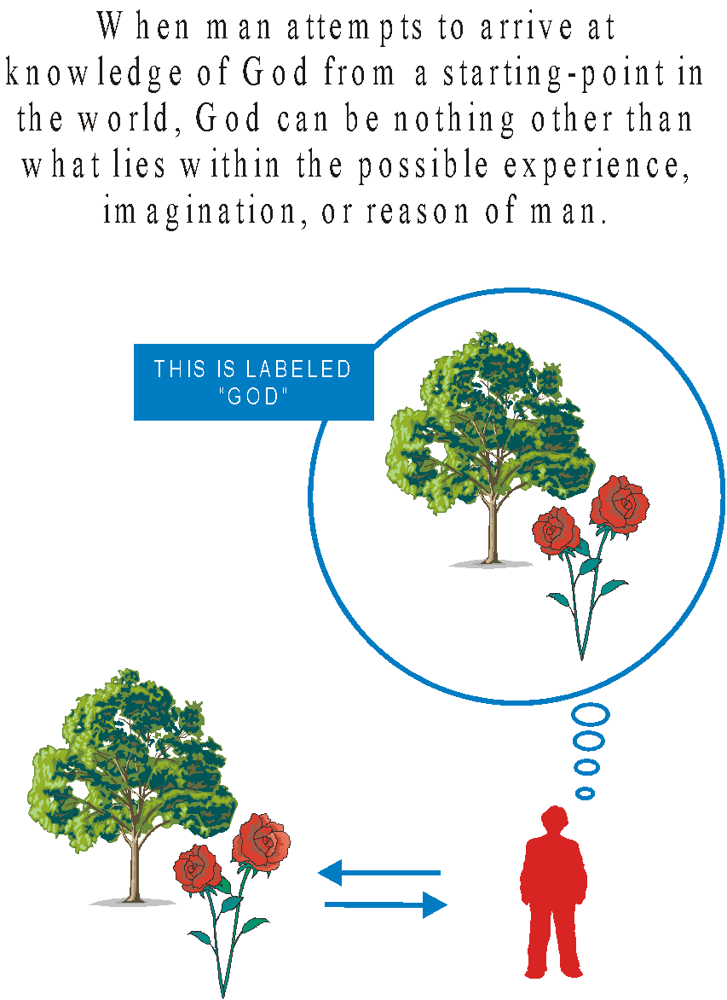 When man attempts to arrive at
knowledge of God from a starting-point in
the world, God can be nothing other than
what lies within the possible experience,
imagination, or reason of man.
THIS IS LABELED
"GOD"